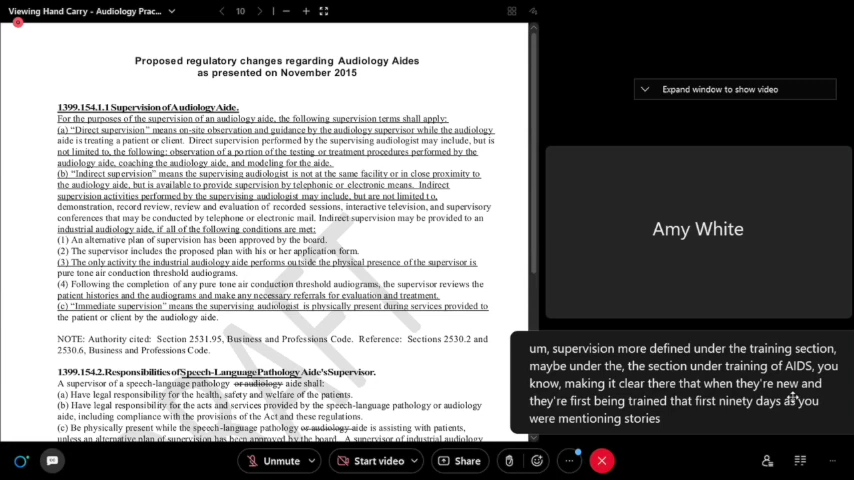 Viewing Hand Carry - Audiology Prac...
10
Proposed regulatory changes regarding Audiology Aides
as presented on November 2015
1399.154.1.1 Supervision of Audiology Aide.
For the purposes of the supervision of an audiology aide, the following supervision terms shall apply:
(a) "Direct supervision" means on-site observation and guidance by the audiology supervisor while the audiology
aide is treating a patient or client. Direct supervision performed by the supervising audiologist may include, but is
not limited to, the following: observation of a portion of the testing or treatment procedures performed by the
audiology aide, coaching the audiology aide, and modeling for the aide.
(b) "Indirect supervision" means the supervising audiologist is not at the same facility or in close proximity to
the audiology aide, but is available to provide supervision by telephonic or electronic means. Indirect
supervision activities performed by the supervising audiologist may include, but are not limited to,
demonstration, record review, review and evaluation of recorded sessions, interactive television, and supervisory
conferences that may be conducted by telephone or electronic mail. Indirect supervision may be provided to an
industrial audiology aide, if all of the following conditions are met:
(1) An alternative plan of supervision has been approved by the board.
(2) The supervisor includes the proposed plan with his or her application form.
(3) The only activity the industrial audiology aide performs outside the physical presence of the supervisor is
pure tone air conduction threshold audiograms.
(4) Following the completion of any pure tone air conduction threshold audiograms, the supervisor reviews the
patient histories and the audiograms and make any necessary referrals for evaluation and treatment.
(c) "Immediate supervision" means the supervising audiologist is physically present during services provided to
the patient or client by the audiology aide.
NOTE: Authority cited: Section 2531.95, Business and Professions Code. Reference: Sections 2530.2 and
2530.6, Business and Professions Code.
1399.154.2. Responsibilities of Speech-Language Pathology Aide's Supervisor.
A supervisor of a speech-language pathology or audiology aide shall:
(a) Have legal responsibility for the health, safety and welfare of the patients.
(b) Have legal responsibility for the acts and services provided by the speech-language pathology or audiology
aide, including compliance with the provisions of the Act and these regulations.
(c) Be physically present while the speech-language pathology or audiology aide is assisting with patients,
unless an alternative plan of supervision has been approved by the board. A supervisor of industrial audiology
DRAFT
Expand window to show video
Amy White
um, supervision more defined under the training section,
maybe under the, the section under training of AIDS, you
know, making it clear there that when they're new and
they're first being trained that first ninety days as you
were mentioning stories
Unmute
Start video
Share